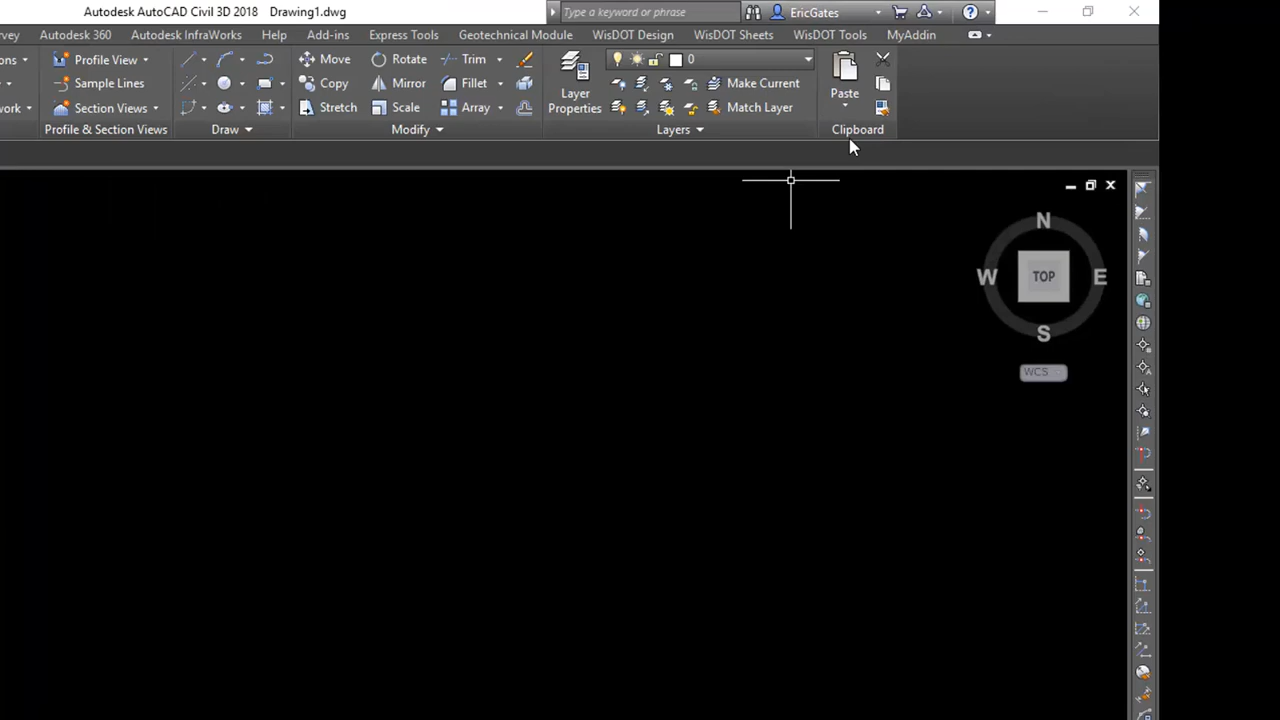 Autodesk AutoCAD Civil 3D 2018 Drawing1.dwg Type a keyword or phrase EricGates
rvey Autodesk 360 Autodesk InfraWorks Help Add-ins Express Tools Geotechnical Module WisDOT Design WisDOT Sheets WisDOT Tools MyAddin
ons Profile View Move Rotate Trim 0
Sample Lines Copy Mirror Fillet Make Current
work Section Views Stretch Scale Array Match Layer
Layer Properties
Paste
Profile & Section Views Draw Modify Layers Clipboard
N
W TOP E
S
WCS